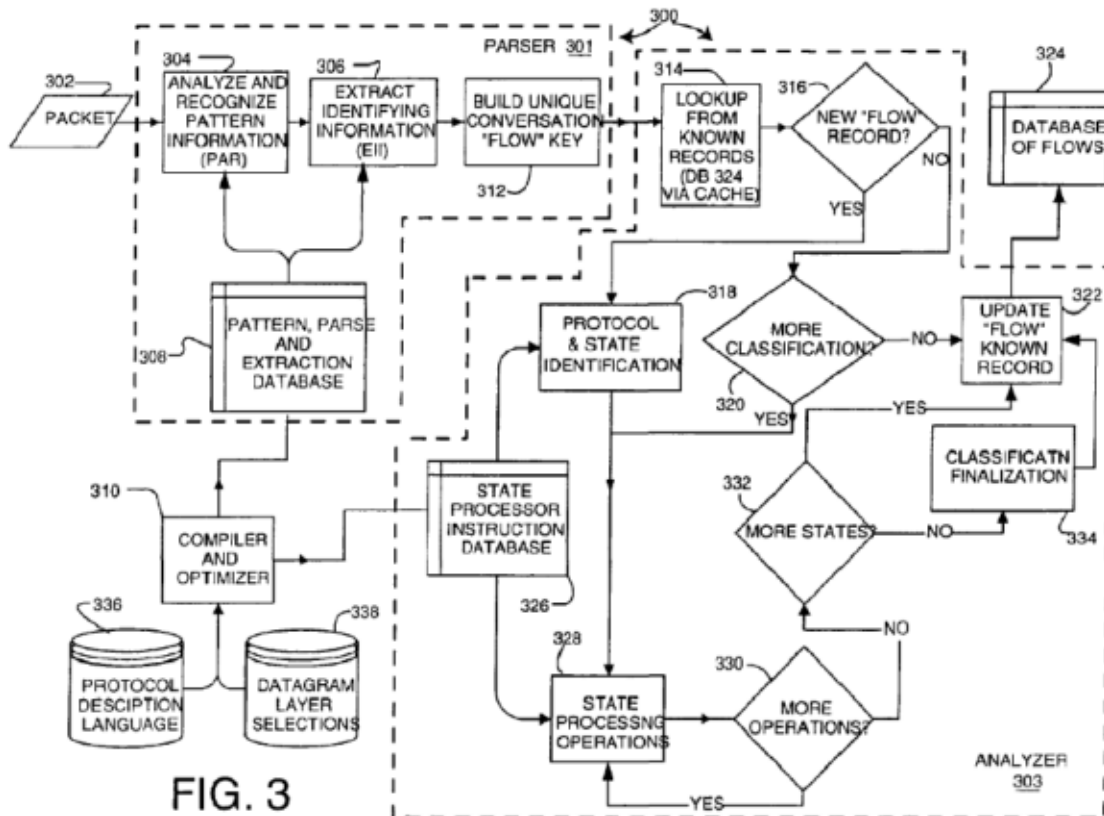 300
PARSER 301
302
PACKET
304
ANALYZE AND
RECOGNIZE
PATTERN
INFORMATION
(PAR)
306
EXTRACT
IDENTIFYING
INFORMATION
(EII)
BUILD UNIQUE
CONVERSATION
"FLOW" KEY
312
314
LOOKUP
FROM
KNOWN
RECORDS
(DB 324
VIA CACHE)
316
NEW "FLOW"
RECORD?
NO
YES
324
DATABASE
OF FLOWS
308
PATTERN, PARSE
AND
EXTRACTION
DATABASE
318
PROTOCOL
& STATE
IDENTIFICATION
MORE
CLASSIFICATION?
320
NO
YES
322
UPDATE
"FLOW"
KNOWN
RECORD
YES
310
COMPILER
AND
OPTIMIZER
STATE
PROCESSOR
INSTRUCTION
DATABASE
326
332
MORE STATES?
NO
CLASSIFICATN
FINALIZATION
334
336
PROTOCOL
DESCIPTION
LANGUAGE
338
DATAGRAM
LAYER
SELECTIONS
328
STATE
PROCESSNG
OPERATIONS
330
MORE
OPERATIONS?
NO
YES
ANALYZER
303
FIG. 3